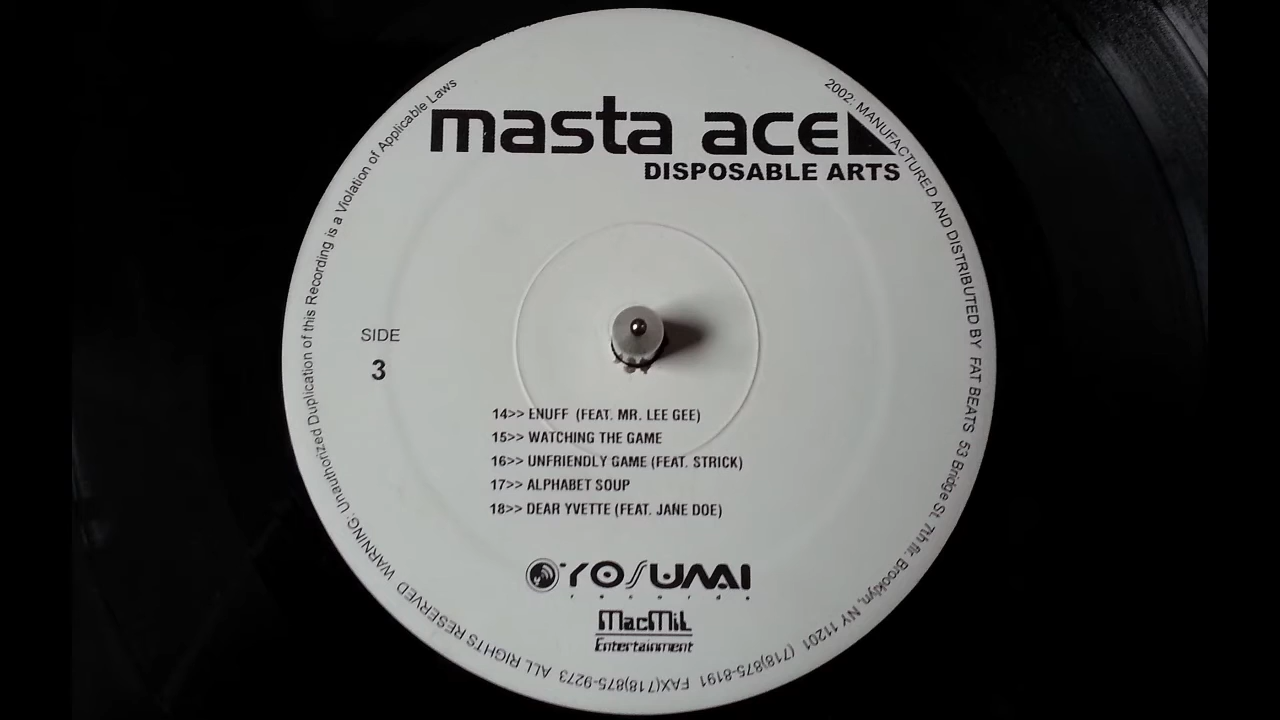 masta ace
DISPOSABLE ARTS
SIDE
3
14>> ENUFF (FEAT. MR. LEE GEE)
15>> WATCHING THE GAME
16>> UNFRIENDLY GAME (FEAT. STRICK)
17>> ALPHABET SOUP
18>> DEAR YVETTE (FEAT. JANE DOE)
YOSUMI
records
MacMil
Entertainment
2002. MANUFACTURED AND DISTRIBUTED BY FAT BEATS 53 Bridge St. 7th flr. Brooklyn, NY 11201 (718)875-8191 FAX(718)875-9273 ALL RIGHTS RESERVED WARNING: Unauthorized Duplication of this Recording is a Violation of Applicable Laws